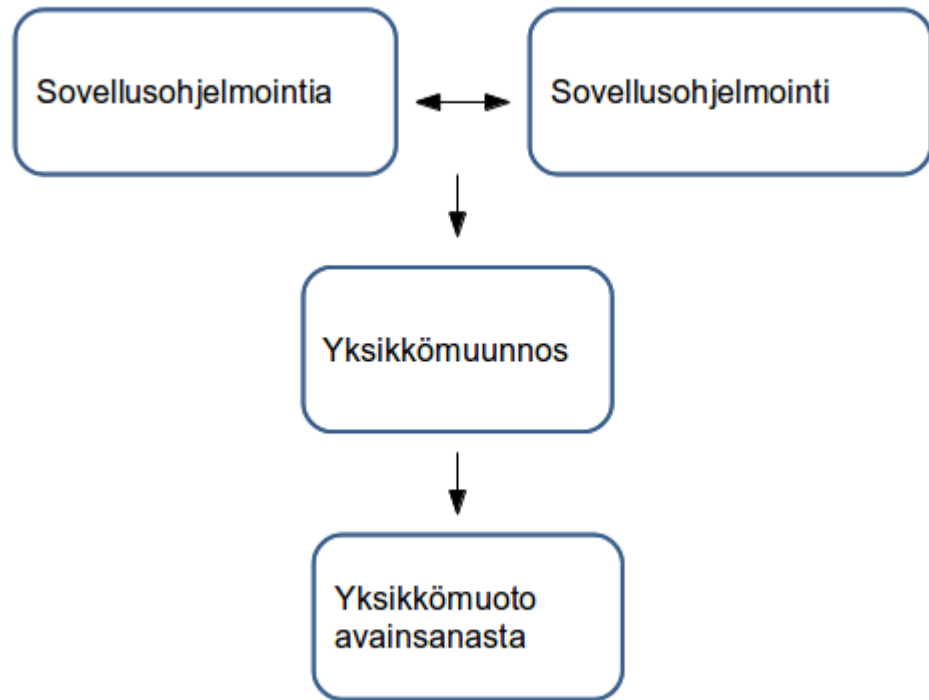 Sovellusohjelmointia
Sovellusohjelmointi
Yksikkömuunnos
Yksikkömuoto
avainsanasta